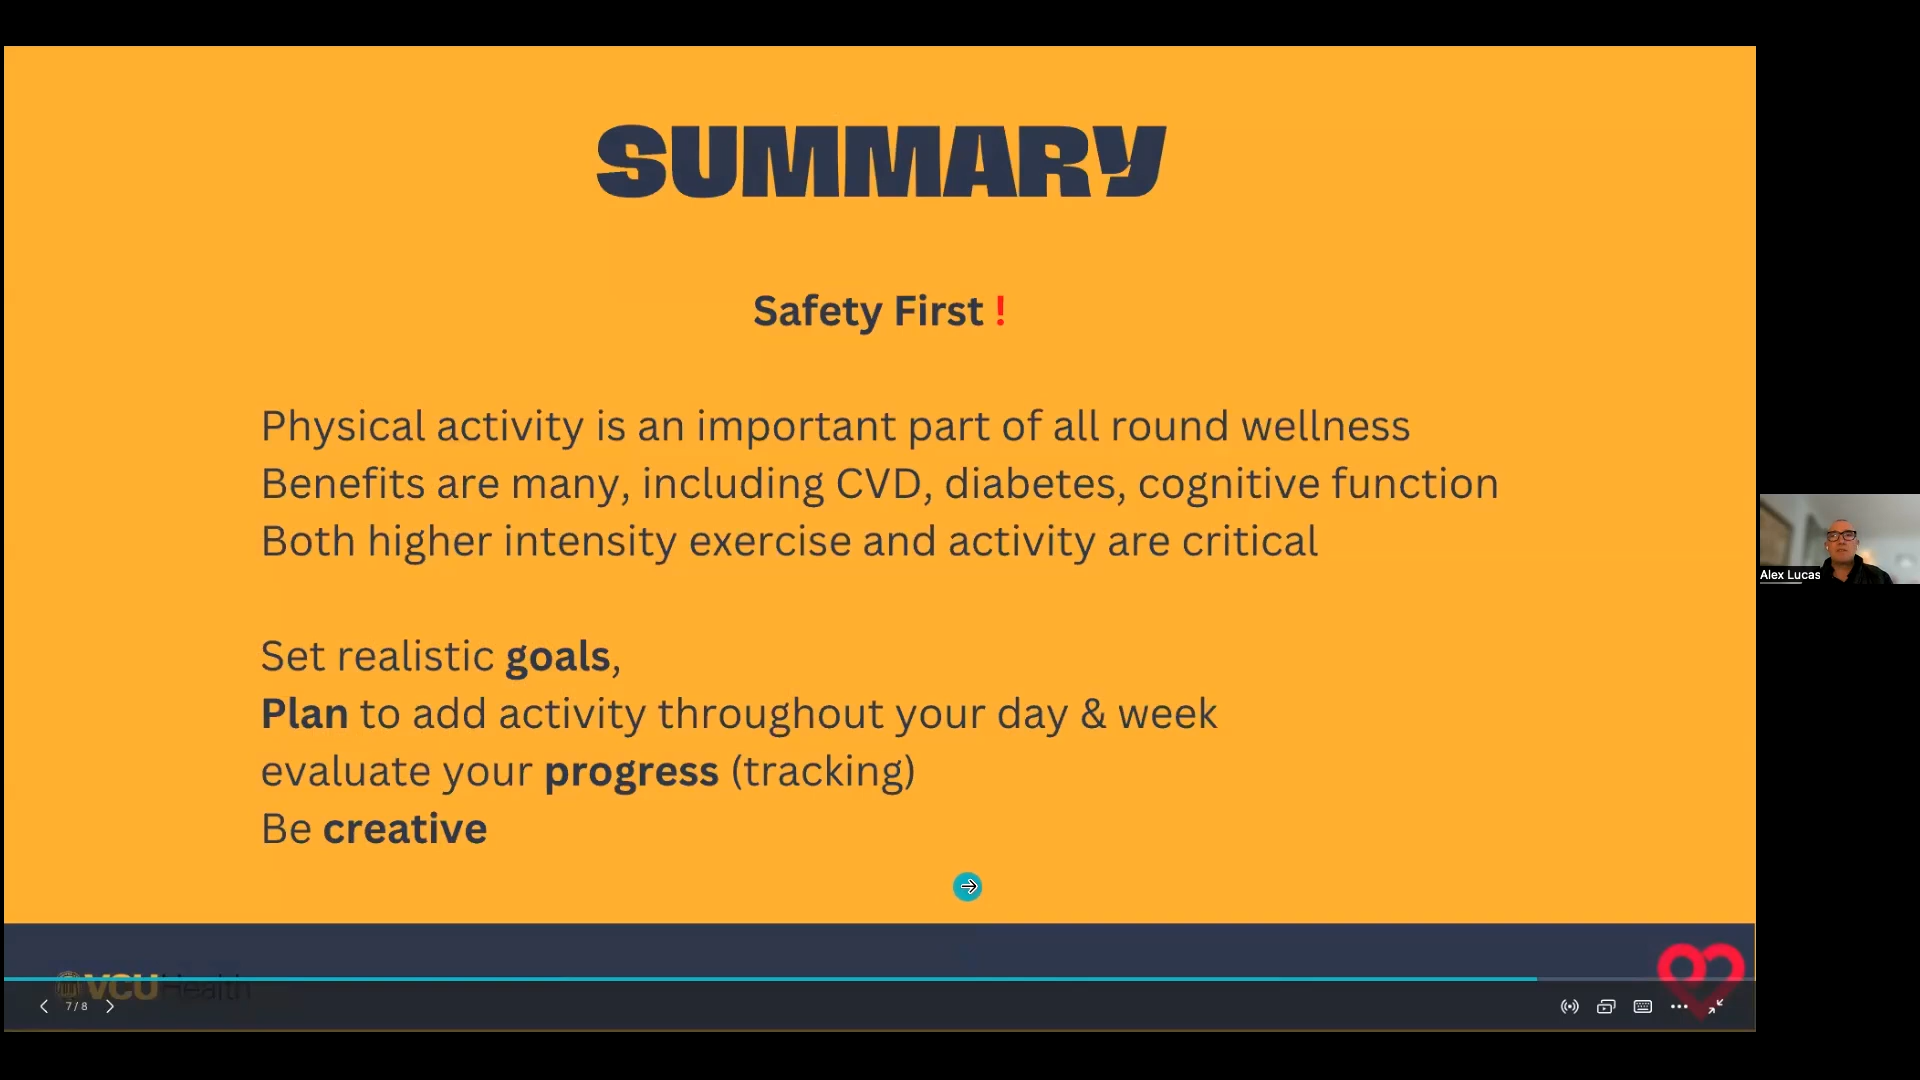 SUMMARY
Safety First !
Physical activity is an important part of all round wellness
Benefits are many, including CVD, diabetes, cognitive function
Both higher intensity exercise and activity are critical
Set realistic goals,
Plan to add activity throughout your day & week
evaluate your progress (tracking)
Be creative
Alex Lucas
VCU Health
7/8